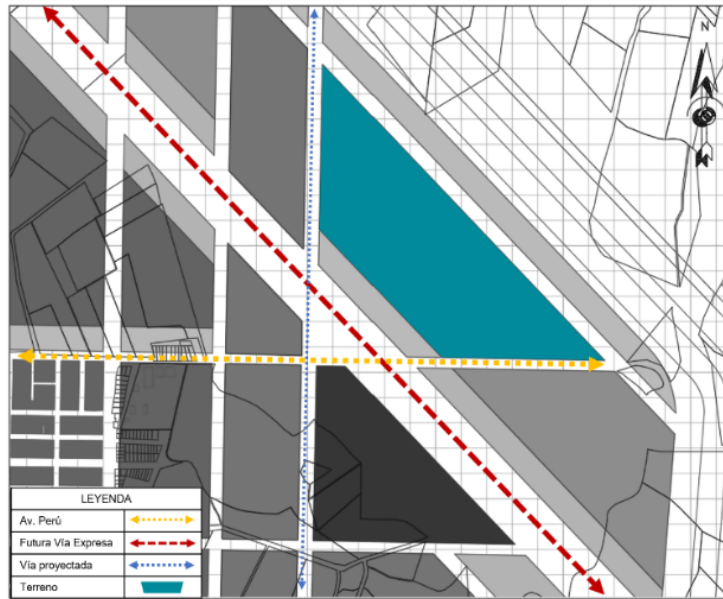 N
LEYENDA
Av. Perú
Futura Vía Expresa
Vía proyectada
Terreno